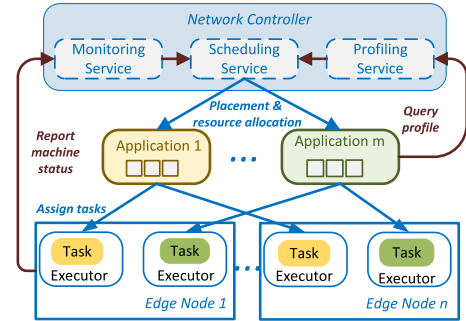 Network Controller
Monitoring
Service
Scheduling
Service
Profiling
Service
Placement &
resource allocation
Query
profile
Report
machine
status
Application 1
...
Application m
Assign tasks
Task
Executor
Task
Executor
Edge Node 1
...
Task
Executor
Task
Executor
Edge Node n